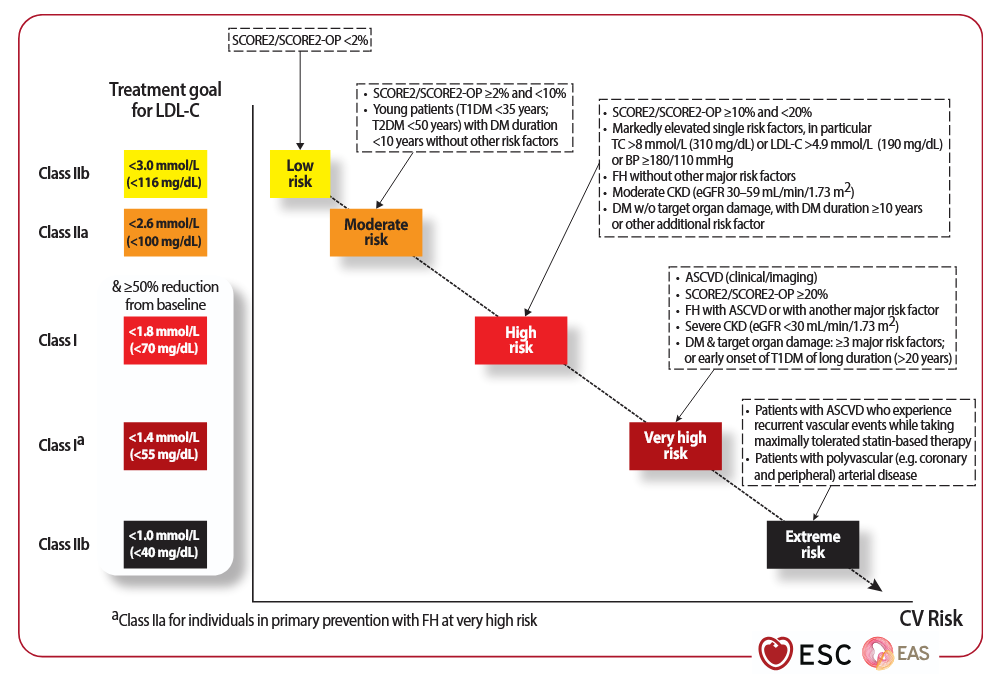 SCORE2/SCORE2-OP <2%
Treatment goal
for LDL-C
• SCORE2/SCORE2-OP ≥2% and <10%
• Young patients (T1DM <35 years;
T2DM <50 years) with DM duration
<10 years without other risk factors
• SCORE2/SCORE2-OP ≥10% and <20%
• Markedly elevated single risk factors, in particular
TC >8 mmol/L (310 mg/dL) or LDL-C >4.9 mmol/L (190 mg/dL)
or BP ≥180/110 mmHg
• FH without other major risk factors
• Moderate CKD (eGFR 30–59 mL/min/1.73 m²)
• DM w/o target organ damage, with DM duration ≥10 years
or other additional risk factor
Class IIb
<3.0 mmol/L
(<116 mg/dL)
Low
risk
Class IIa
<2.6 mmol/L
(<100 mg/dL)
Moderate
risk
& ≥50% reduction
from baseline
• ASCVD (clinical/imaging)
• SCORE2/SCORE2-OP ≥20%
• FH with ASCVD or with another major risk factor
• Severe CKD (eGFR <30 mL/min/1.73 m²)
• DM & target organ damage: ≥3 major risk factors;
or early onset of T1DM of long duration (>20 years)
Class I
<1.8 mmol/L
(<70 mg/dL)
High
risk
Class Iª
<1.4 mmol/L
(<55 mg/dL)
Very high
risk
• Patients with ASCVD who experience
recurrent vascular events while taking
maximally tolerated statin-based therapy
• Patients with polyvascular (e.g. coronary
and peripheral) arterial disease
Class IIb
<1.0 mmol/L
(<40 mg/dL)
Extreme
risk
ªClass IIa for individuals in primary prevention with FH at very high risk
CV Risk
ESC
EAS